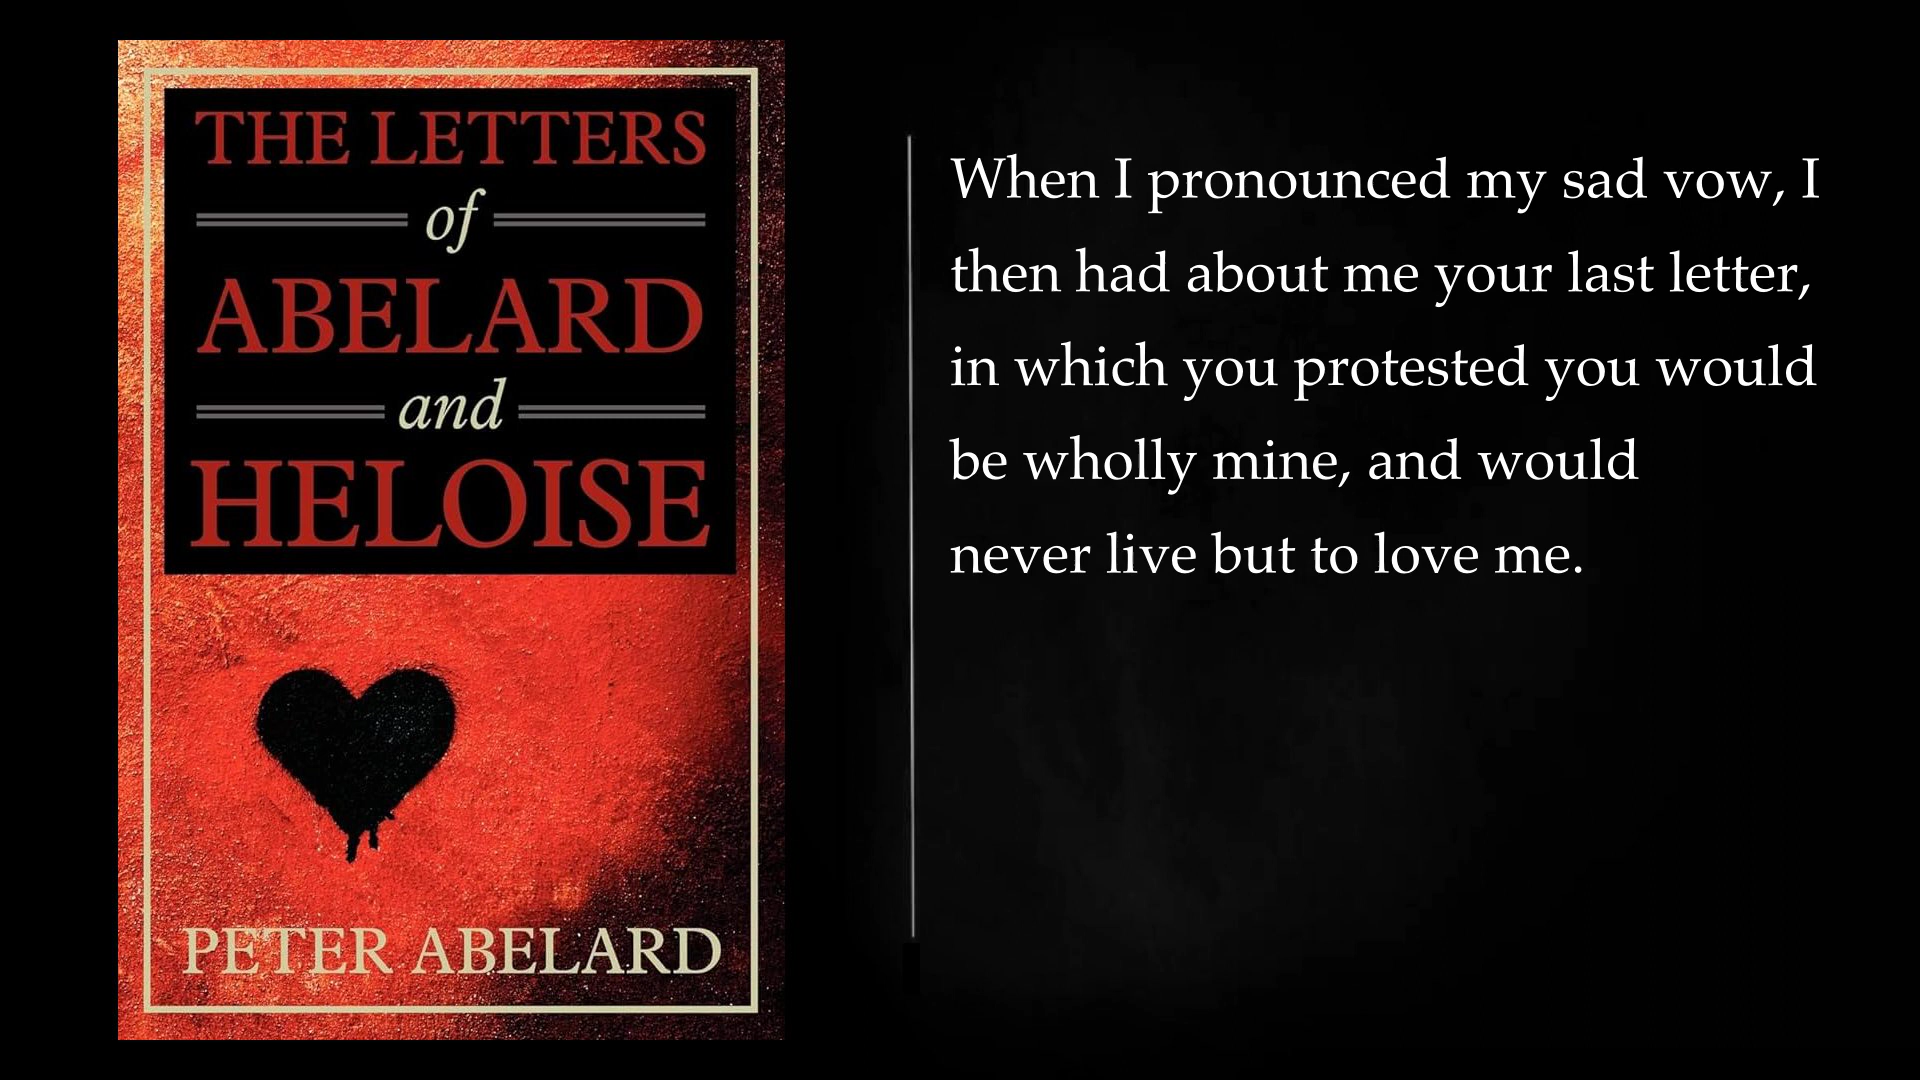 THE LETTERS
of
ABELARD
and
HELOISE
PETER ABELARD
When I pronounced my sad vow, I
then had about me your last letter,
in which you protested you would
be wholly mine, and would
never live but to love me.